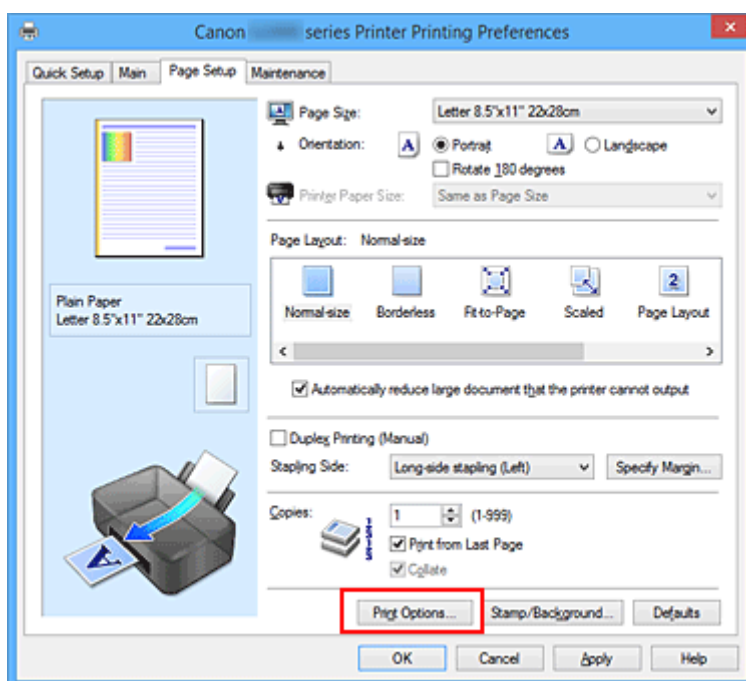 Canon series Printer Printing Preferences
Quick Setup Main Page Setup Maintenance
Page Size: Letter 8.5"x11" 22x28cm
Orientation: A Portrait A Landscape
Rotate 180 degrees
Printer Paper Size: Same as Page Size
Page Layout: Normal-size
2
Normal-size Borderless Fit-to-Page Scaled Page Layout
Plain Paper
Letter 8.5"x11" 22x28cm
Automatically reduce large document that the printer cannot output
Duplex Printing (Manual)
Stapling Side: Long-side stapling (Left) Specify Margin...
Copies: 1 (1-999)
Print from Last Page
Collate
A
Print Options... Stamp/Background... Defaults
OK Cancel Apply Help